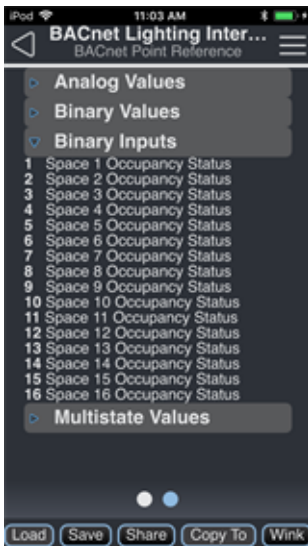 iPod 11:03 AM
BACnet Lighting Inter...
BACnet Point Reference
Analog Values
Binary Values
Binary Inputs
1 Space 1 Occupancy Status
2 Space 2 Occupancy Status
3 Space 3 Occupancy Status
4 Space 4 Occupancy Status
5 Space 5 Occupancy Status
6 Space 6 Occupancy Status
7 Space 7 Occupancy Status
8 Space 8 Occupancy Status
9 Space 9 Occupancy Status
10 Space 10 Occupancy Status
11 Space 11 Occupancy Status
12 Space 12 Occupancy Status
13 Space 13 Occupancy Status
14 Space 14 Occupancy Status
15 Space 15 Occupancy Status
16 Space 16 Occupancy Status
Multistate Values
Load Save Share Copy To Wink